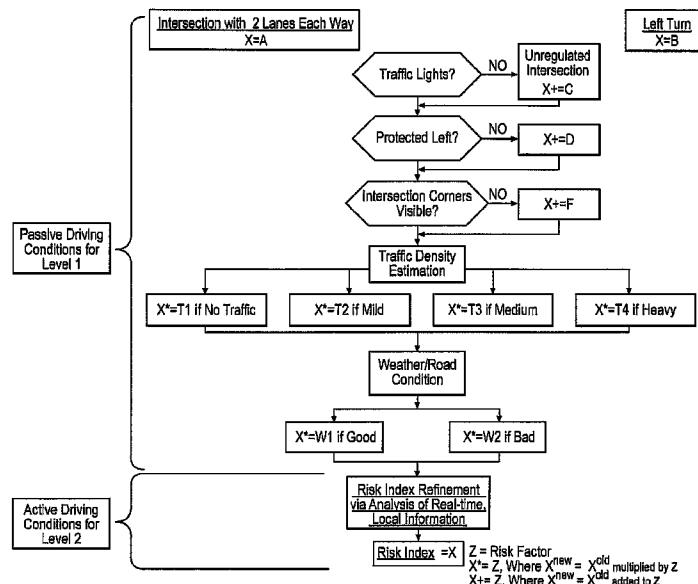 Intersection with 2 Lanes Each Way
X=A
Left Turn
X=B
Traffic Lights?
NO
Unregulated
Intersection
X+=C
Protected Left?
NO
X+=D
Intersection Corners
Visible?
NO
X+=F
Passive Driving
Conditions for
Level 1
Traffic Density
Estimation
X*=T1 if No Traffic
X*=T2 if Mild
X*=T3 if Medium
X*=T4 if Heavy
Weather/Road
Condition
X*=W1 if Good
X*=W2 if Bad
Active Driving
Conditions for
Level 2
Risk Index Refinement
via Analysis of Real-time,
Local Information
Risk Index =X
Z = Risk Factor
X*= Z, Where Xnew = Xold multiplied by Z
X+= Z, Where Xnew = Xold added to Z